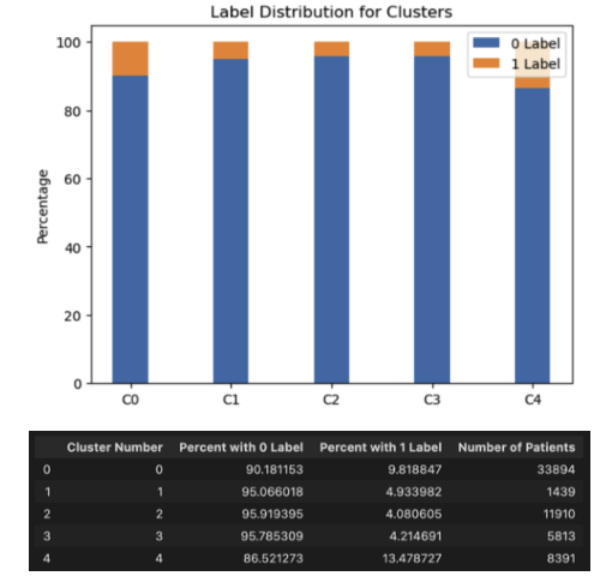 Label Distribution for Clusters
100
0 Label
1 Label
80
60
Percentage
40
20
0
C0 C1 C2 C3 C4
Cluster Number Percent with 0 Label Percent with 1 Label Number of Patients
0 0 90.181153 9.818847 33894
1 1 95.066018 4.933982 1439
2 2 95.919395 4.080605 11910
3 3 95.785309 4.214691 5813
4 4 86.521273 13.478727 8391